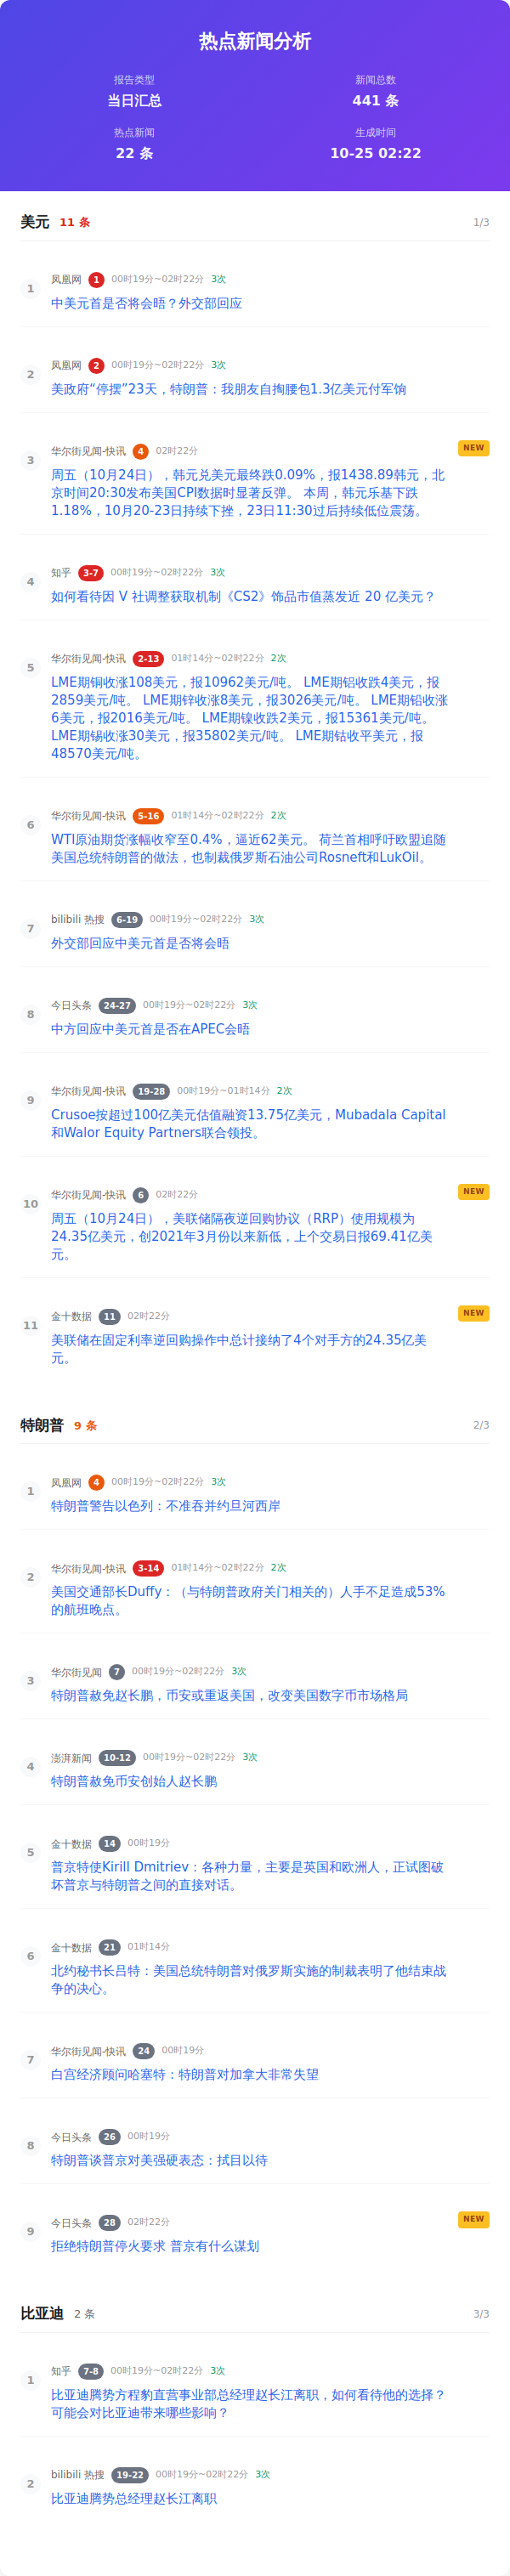 热点新闻分析
报告类型
新闻总数
当日汇总
441 条
热点新闻
生成时间
22 条
10-25 02:22
美元 11 条 1/3
1
凤凰网 1 00时19分~02时22分 3次
中美元首是否将会晤？外交部回应
2
凤凰网 2 00时19分~02时22分 3次
美政府“停摆”23天，特朗普：我朋友自掏腰包1.3亿美元付军饷
3
华尔街见闻-快讯 4 02时22分 NEW
周五（10月24日），韩元兑美元最终跌0.09%，报1438.89韩元，北
京时间20:30发布美国CPI数据时显著反弹。 本周，韩元乐基下跌
1.18%，10月20-23日持续下挫，23日11:30过后持续低位震荡。
4
知乎 3-7 00时19分~02时22分 3次
如何看待因 V 社调整获取机制《CS2》饰品市值蒸发近 20 亿美元？
5
华尔街见闻-快讯 2-13 01时14分~02时22分 2次
LME期铜收涨108美元，报10962美元/吨。 LME期铝收跌4美元，报
2859美元/吨。 LME期锌收涨8美元，报3026美元/吨。 LME期铅收涨
6美元，报2016美元/吨。 LME期镍收跌2美元，报15361美元/吨。
LME期锡收涨30美元，报35802美元/吨。 LME期钴收平美元，报
48570美元/吨。
6
华尔街见闻-快讯 5-16 01时14分~02时22分 2次
WTI原油期货涨幅收窄至0.4%，逼近62美元。 荷兰首相呼吁欧盟追随
美国总统特朗普的做法，也制裁俄罗斯石油公司Rosneft和LukOil。
7
bilibili 热搜 6-19 00时19分~02时22分 3次
外交部回应中美元首是否将会晤
8
今日头条 24-27 00时19分~02时22分 3次
中方回应中美元首是否在APEC会晤
9
华尔街见闻-快讯 19-28 00时19分~01时14分 2次
Crusoe按超过100亿美元估值融资13.75亿美元，Mubadala Capital
和Walor Equity Partners联合领投。
10
华尔街见闻-快讯 6 02时22分 NEW
周五（10月24日），美联储隔夜逆回购协议（RRP）使用规模为
24.35亿美元，创2021年3月份以来新低，上个交易日报69.41亿美
元。
11
金十数据 11 02时22分 NEW
美联储在固定利率逆回购操作中总计接纳了4个对手方的24.35亿美
元。
特朗普 9 条 2/3
1
凤凰网 4 00时19分~02时22分 3次
特朗普警告以色列：不准吞并约旦河西岸
2
华尔街见闻-快讯 3-14 01时14分~02时22分 2次
美国交通部长Duffy：（与特朗普政府关门相关的）人手不足造成53%
的航班晚点。
3
华尔街见闻 7 00时19分~02时22分 3次
特朗普赦免赵长鹏，币安或重返美国，改变美国数字币市场格局
4
澎湃新闻 10-12 00时19分~02时22分 3次
特朗普赦免币安创始人赵长鹏
5
金十数据 14 00时19分
普京特使Kirill Dmitriev：各种力量，主要是英国和欧洲人，正试图破
坏普京与特朗普之间的直接对话。
6
金十数据 21 01时14分
北约秘书长吕特：美国总统特朗普对俄罗斯实施的制裁表明了他结束战
争的决心。
7
华尔街见闻-快讯 24 00时19分
白宫经济顾问哈塞特：特朗普对加拿大非常失望
8
今日头条 26 00时19分
特朗普谈普京对美强硬表态：拭目以待
9
今日头条 28 02时22分 NEW
拒绝特朗普停火要求 普京有什么谋划
比亚迪 2 条 3/3
1
知乎 7-8 00时19分~02时22分 3次
比亚迪腾势方程豹直营事业部总经理赵长江离职，如何看待他的选择？
可能会对比亚迪带来哪些影响？
2
bilibili 热搜 19-22 00时19分~02时22分 3次
比亚迪腾势总经理赵长江离职